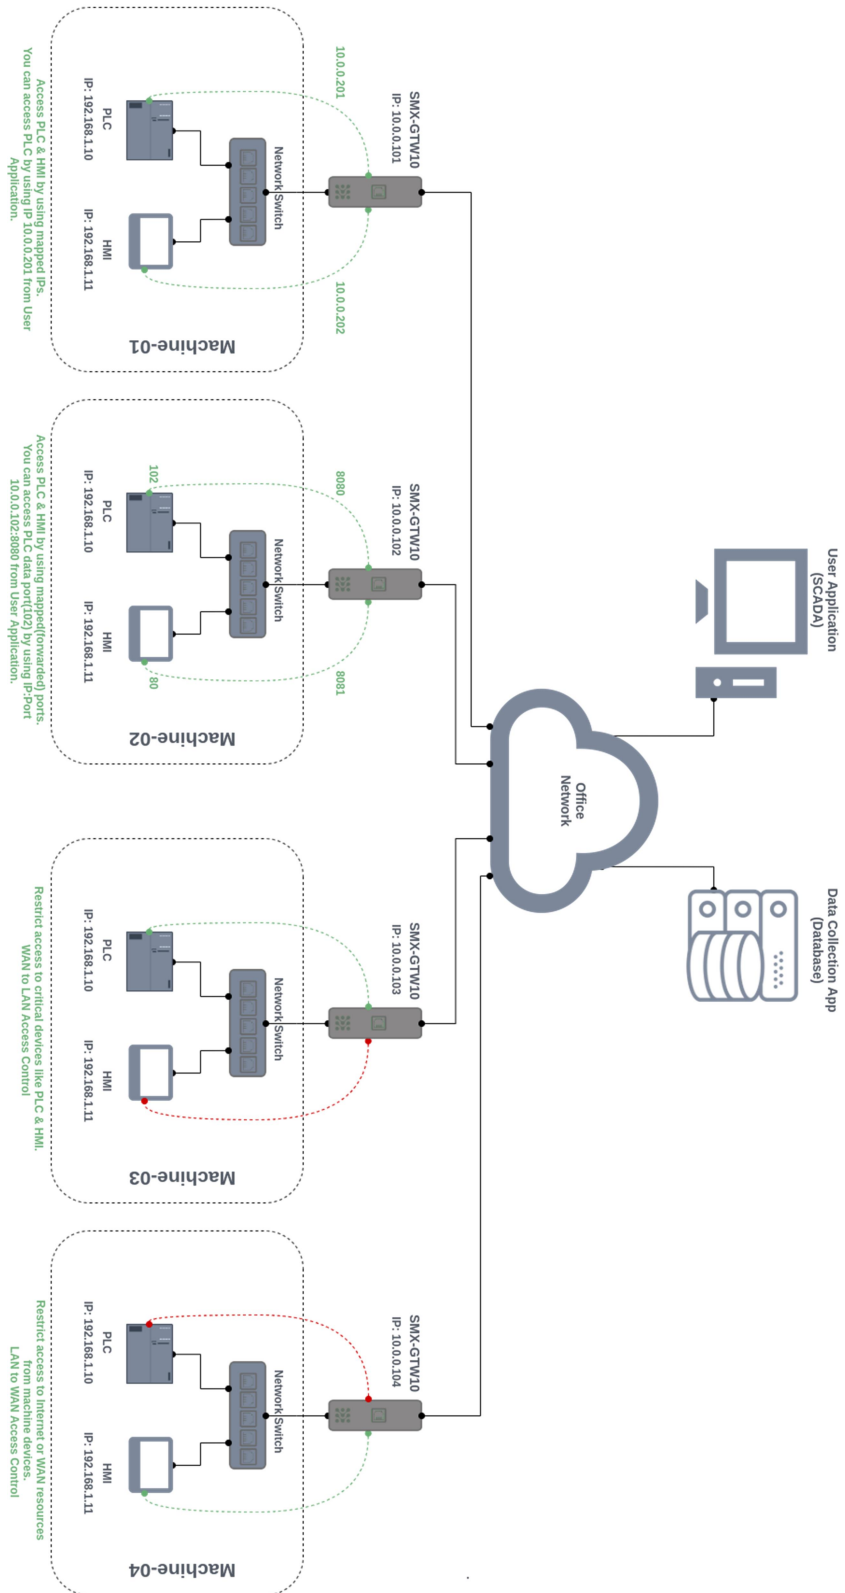 User Application
(SCADA)
Data Collection App
(Database)
Office
Network
SMX-GTW10
IP: 10.0.0.101
10.0.0.201
10.0.0.202
Network Switch
PLC
IP: 192.168.1.10
HMI
IP: 192.168.1.11
Machine-01
Access PLC & HMI by using mapped IPs.
You can access PLC by using IP 10.0.0.201 from User
Application.
SMX-GTW10
IP: 10.0.0.102
8080
8081
Network Switch
102
80
PLC
IP: 192.168.1.10
HMI
IP: 192.168.1.11
Machine-02
Access PLC & HMI by using mapped(forwarded) ports.
You can access PLC data port(102) by using IP:Port
10.0.0.102:8080 from User Application.
SMX-GTW10
IP: 10.0.0.103
Network Switch
PLC
IP: 192.168.1.10
HMI
IP: 192.168.1.11
Machine-03
Restrict access to critical devices like PLC & HMI.
WAN to LAN Access Control
SMX-GTW10
IP: 10.0.0.104
Network Switch
PLC
IP: 192.168.1.10
HMI
IP: 192.168.1.11
Machine-04
Restrict access to Internet or WAN resources
from machine devices.
LAN to WAN Access Control